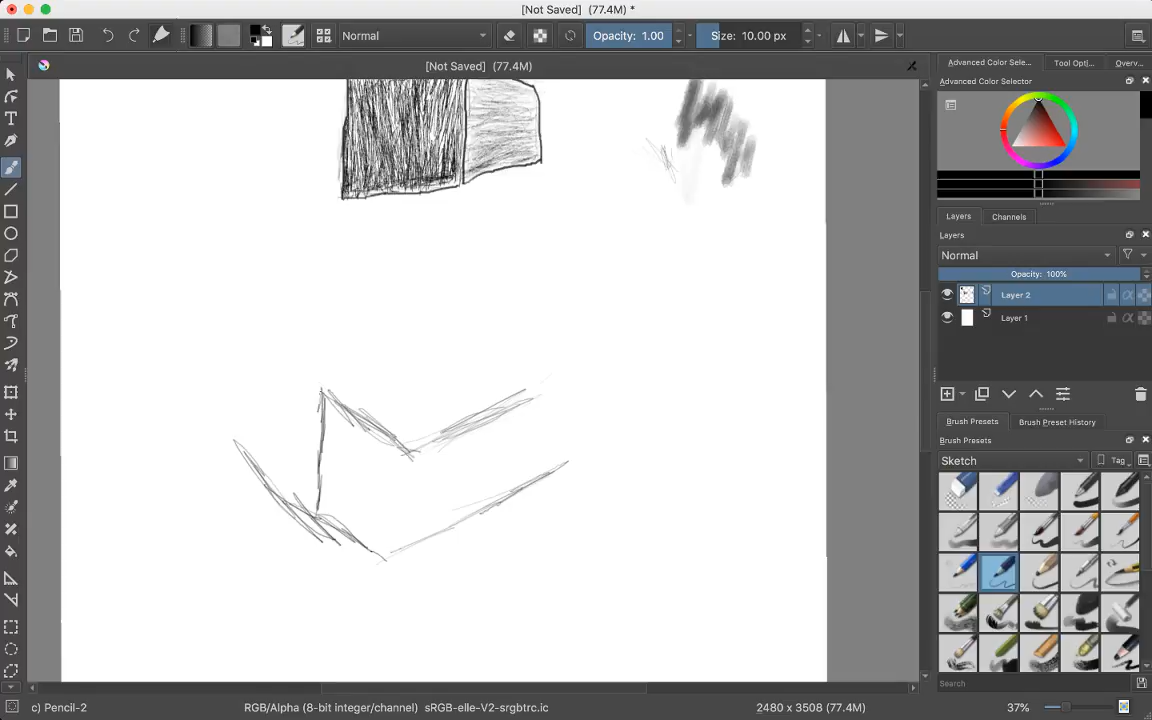 [Not Saved] (77.4M) *
Normal
Opacity: 1.00
Size: 10.00 px
[Not Saved] (77.4M)
Advanced Color Sele...
Tool Opti...
Overv...
Advanced Color Selector
Layers
Channels
Layers
Normal
Opacity: 100%
Layer 2
Layer 1
Brush Presets
Brush Preset History
Brush Presets
Sketch
Tag
Search
c) Pencil-2
RGB/Alpha (8-bit integer/channel) sRGB-elle-V2-srgbtrc.ic
2480 x 3508 (77.4M)
37%